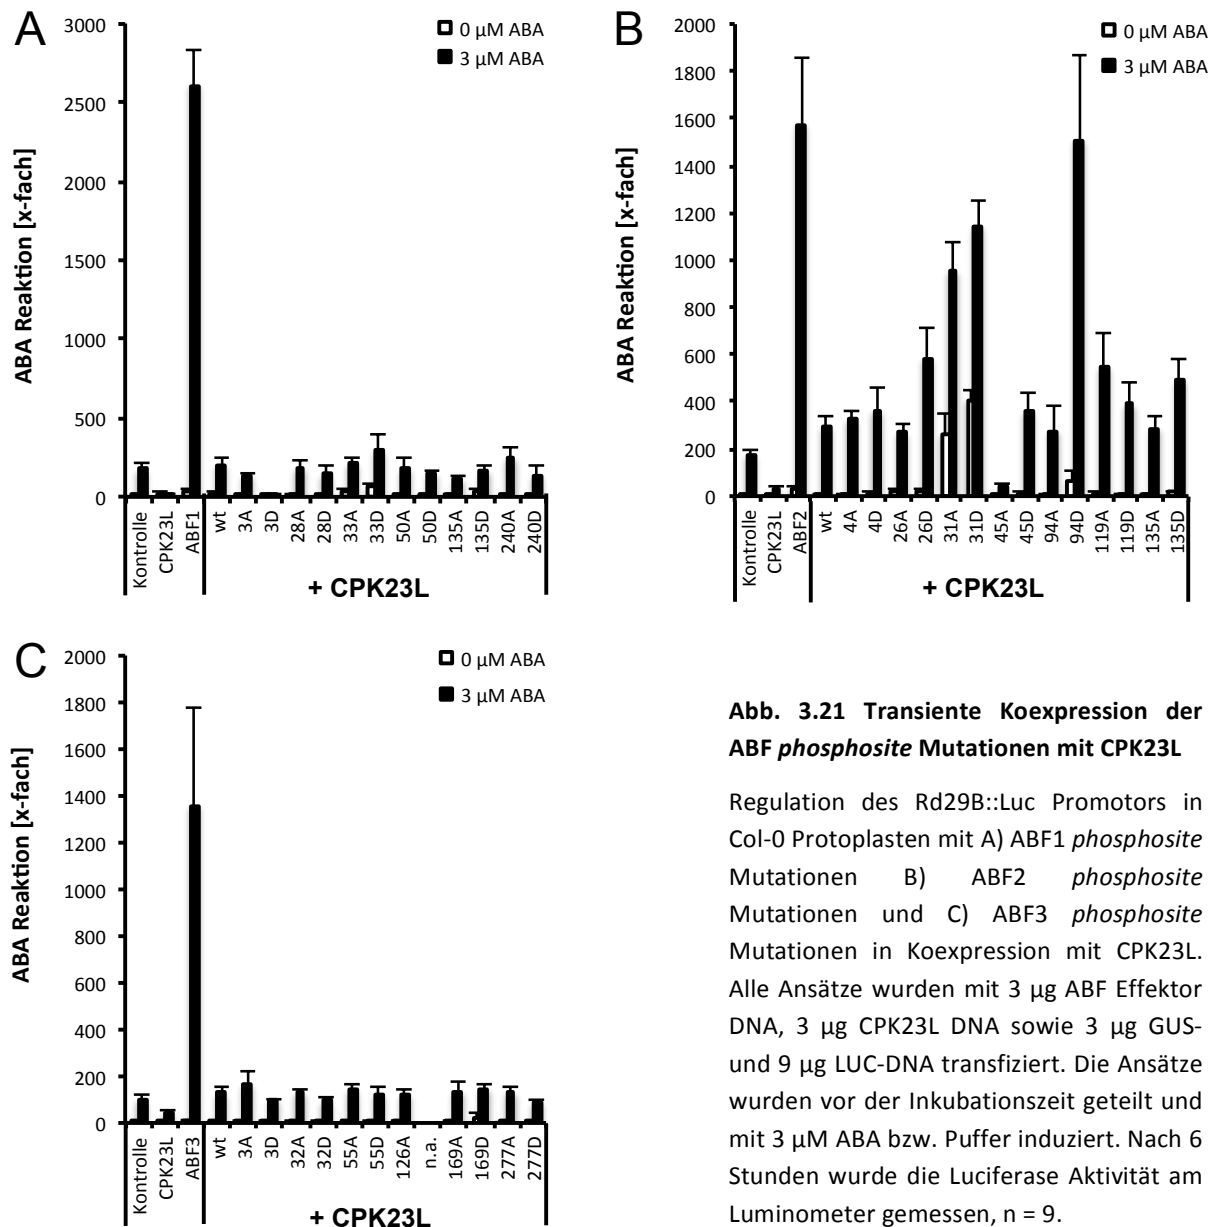 A
3000
2500
2000
1500
1000
500
0
ABA Reaktion [x-fach]
0 µM ABA
3 µM ABA
Kontrolle
CPK23L
ABF1
wt
3A
3D
28A
28D
33A
33D
50A
50D
135A
135D
240A
240D
+ CPK23L
B
2000
1800
1600
1400
1200
1000
800
600
400
200
0
ABA Reaktion [x-fach]
0 µM ABA
3 µM ABA
Kontrolle
CPK23L
ABF2
wt
4A
4D
26A
26D
31A
31D
45A
45D
94A
94D
119A
119D
135A
135D
+ CPK23L
C
2000
1800
1600
1400
1200
1000
800
600
400
200
0
ABA Reaktion [x-fach]
0 µM ABA
3 µM ABA
Kontrolle
CPK23L
ABF3
wt
3A
3D
32A
32D
55A
55D
126A
n.a.
169A
169D
277A
277D
+ CPK23L
Abb. 3.21 Transiente Koexpression der
ABF phosphosite Mutationen mit CPK23L
Regulation des Rd29B::Luc Promotors in
Col-0 Protoplasten mit A) ABF1 phosphosite
Mutationen B) ABF2 phosphosite
Mutationen und C) ABF3 phosphosite
Mutationen in Koexpression mit CPK23L.
Alle Ansätze wurden mit 3 µg ABF Effektor
DNA, 3 µg CPK23L DNA sowie 3 µg GUS-
und 9 µg LUC-DNA transfiziert. Die Ansätze
wurden vor der Inkubationszeit geteilt und
mit 3 µM ABA bzw. Puffer induziert. Nach 6
Stunden wurde die Luciferase Aktivität am
Luminometer gemessen, n = 9.